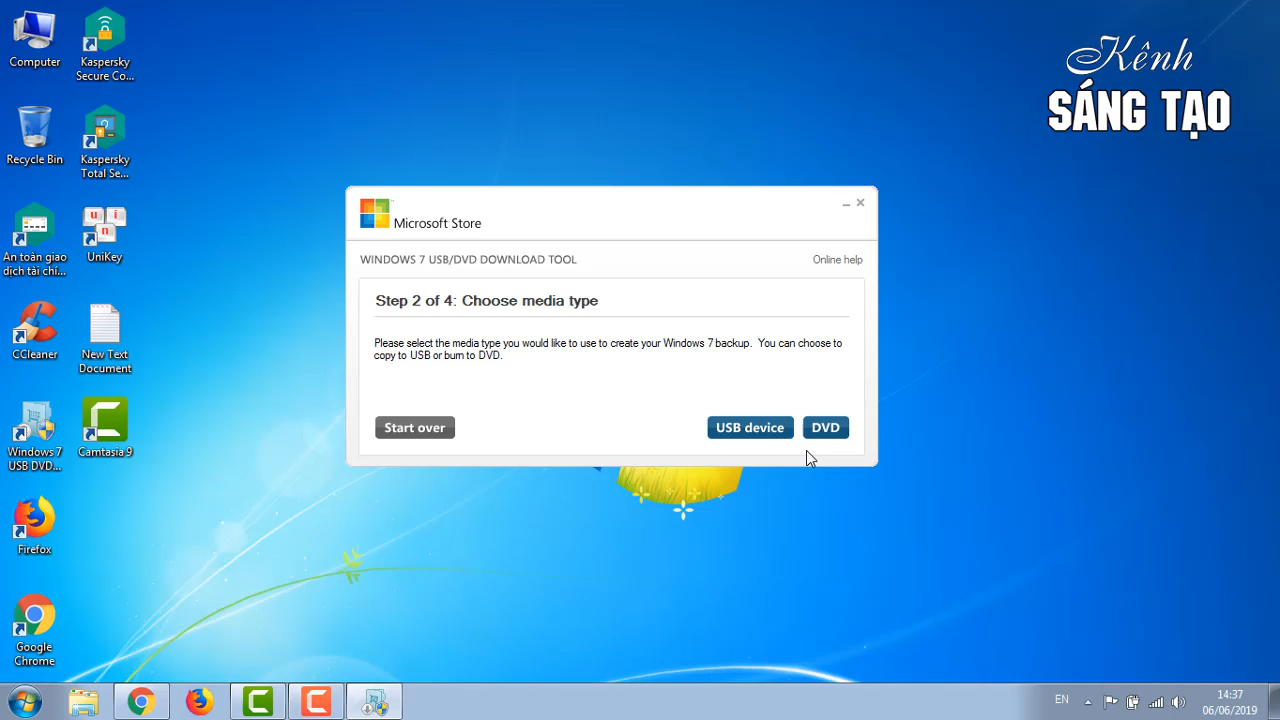 Computer
Kaspersky
Secure Co...
Recycle Bin
Kaspersky
Total Se...
An toàn giao
dịch tài chí...
UniKey
CCleaner
New Text
Document
Windows 7
USB DVD...
Camtasia 9
Firefox
Google
Chrome
Kênh
SÁNG TẠO
Microsoft Store
WINDOWS 7 USB/DVD DOWNLOAD TOOL
Online help
Step 2 of 4: Choose media type
Please select the media type you would like to use to create your Windows 7 backup. You can choose to
copy to USB or burn to DVD.
Start over
USB device
DVD
EN
14:37
06/06/2019